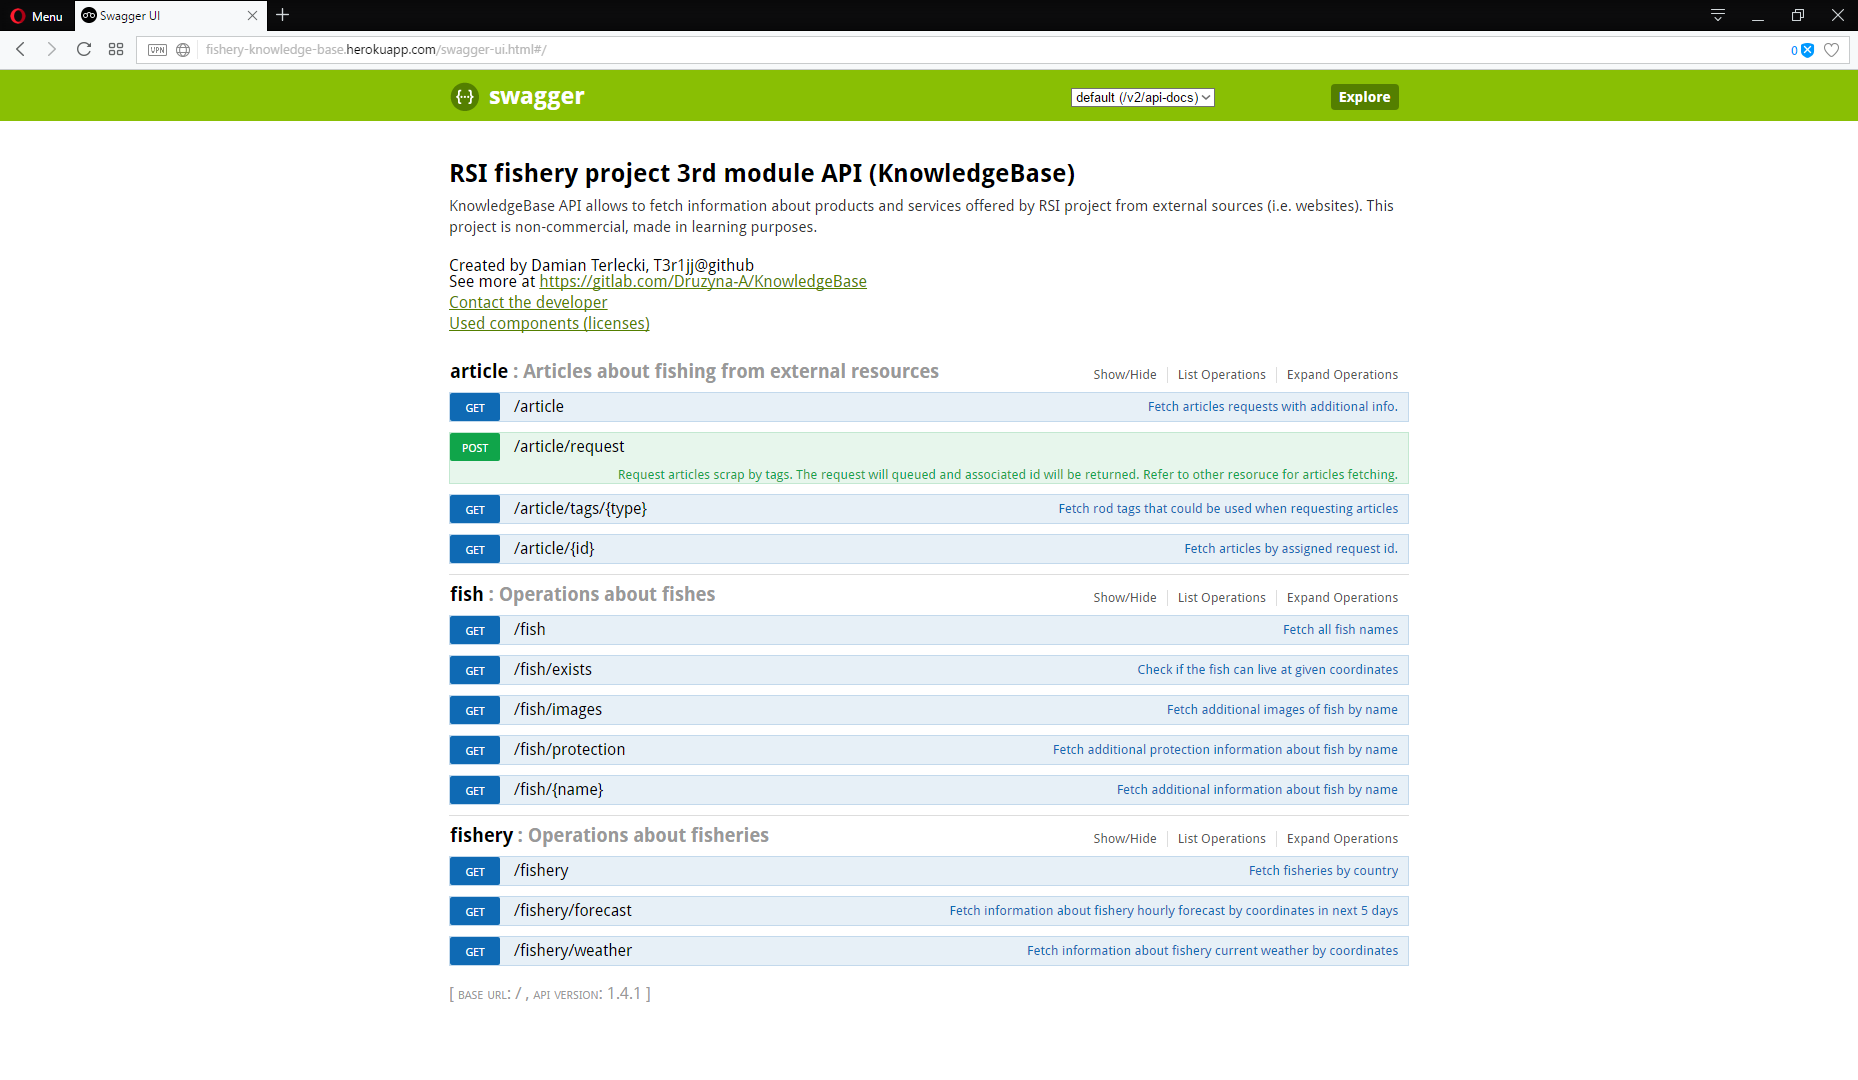 Menu
Swagger UI
VPN
fishery-knowledge-base.herokuapp.com/swagger-ui.html#/
0
{···} swagger
default (/v2/api-docs)
Explore
RSI fishery project 3rd module API (KnowledgeBase)
KnowledgeBase API allows to fetch information about products and services offered by RSI project from external sources (i.e. websites). This
project is non-commercial, made in learning purposes.
Created by Damian Terlecki, T3r1jj@github
See more at https://gitlab.com/Druzyna-A/KnowledgeBase
Contact the developer
Used components (licenses)
article : Articles about fishing from external resources Show/Hide List Operations Expand Operations
GET /article Fetch articles requests with additional info.
POST /article/request
Request articles scrap by tags. The request will queued and associated id will be returned. Refer to other resoruce for articles fetching.
GET /article/tags/{type} Fetch rod tags that could be used when requesting articles
GET /article/{id} Fetch articles by assigned request id.
fish : Operations about fishes Show/Hide List Operations Expand Operations
GET /fish Fetch all fish names
GET /fish/exists Check if the fish can live at given coordinates
GET /fish/images Fetch additional images of fish by name
GET /fish/protection Fetch additional protection information about fish by name
GET /fish/{name} Fetch additional information about fish by name
fishery : Operations about fisheries Show/Hide List Operations Expand Operations
GET /fishery Fetch fisheries by country
GET /fishery/forecast Fetch information about fishery hourly forecast by coordinates in next 5 days
GET /fishery/weather Fetch information about fishery current weather by coordinates
[ BASE URL: / , API VERSION: 1.4.1 ]